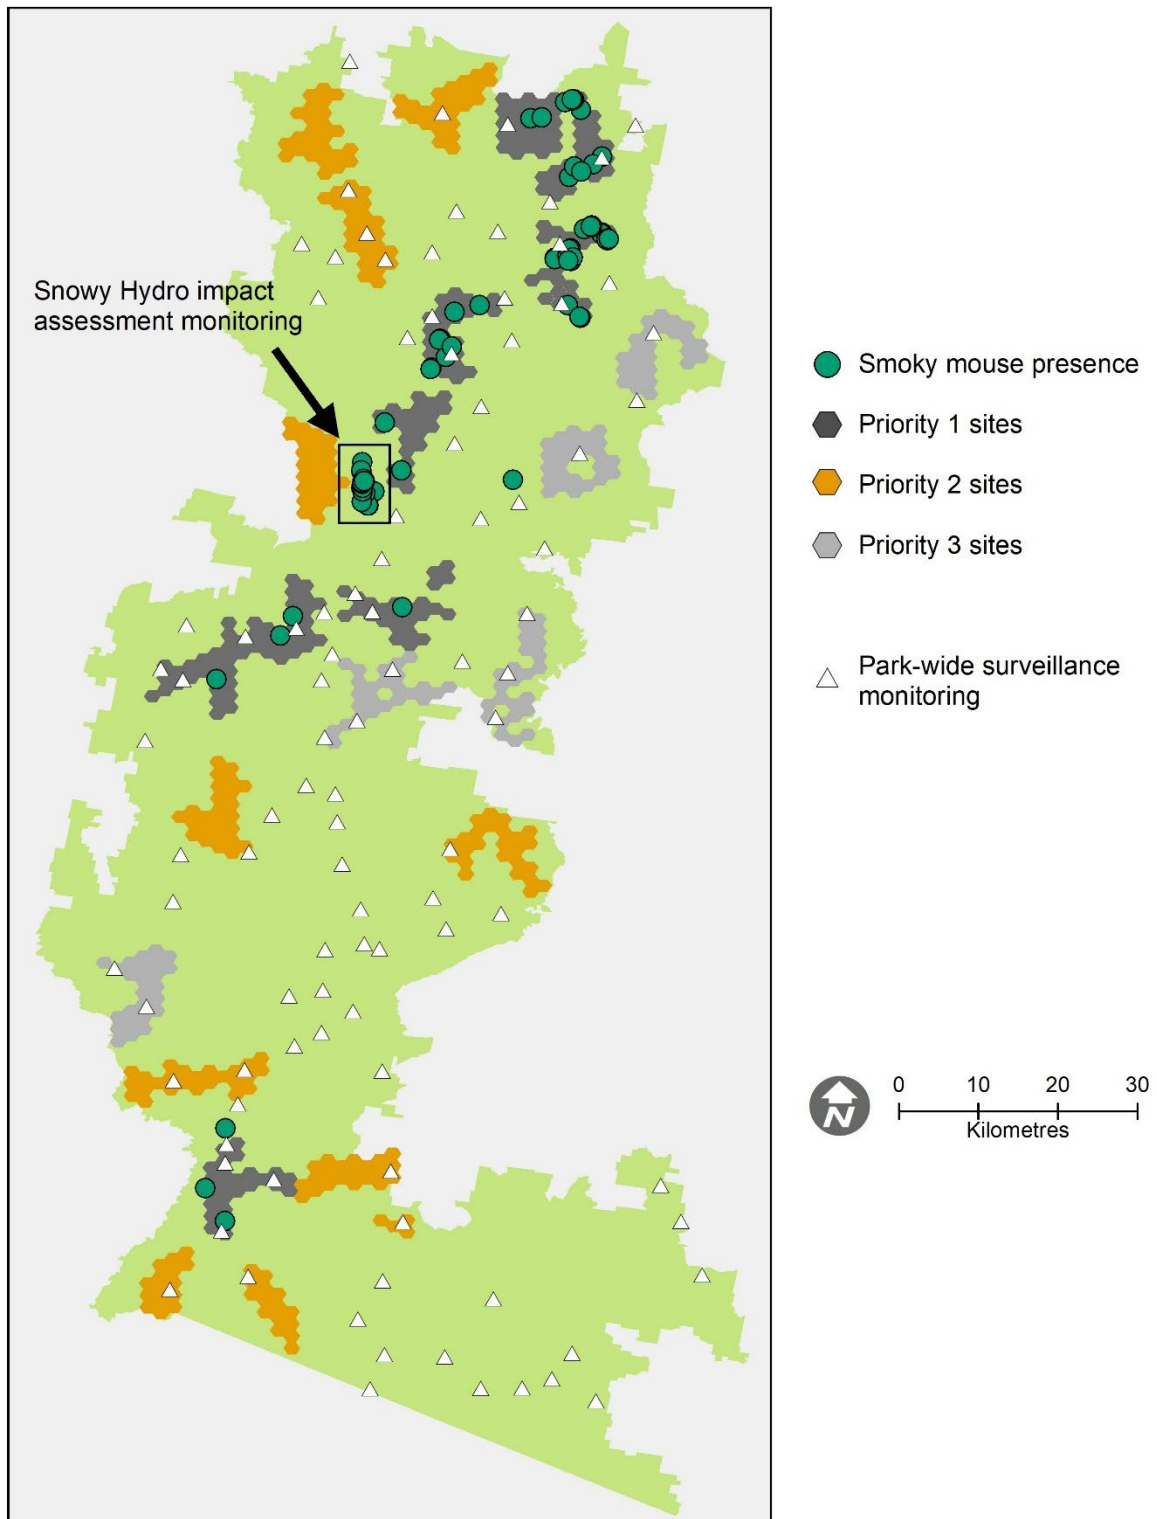 Snowy Hydro impact
assessment monitoring
Smoky mouse presence
Priority 1 sites
Priority 2 sites
Priority 3 sites
Park-wide surveillance
monitoring
N
0 10 20 30
Kilometres